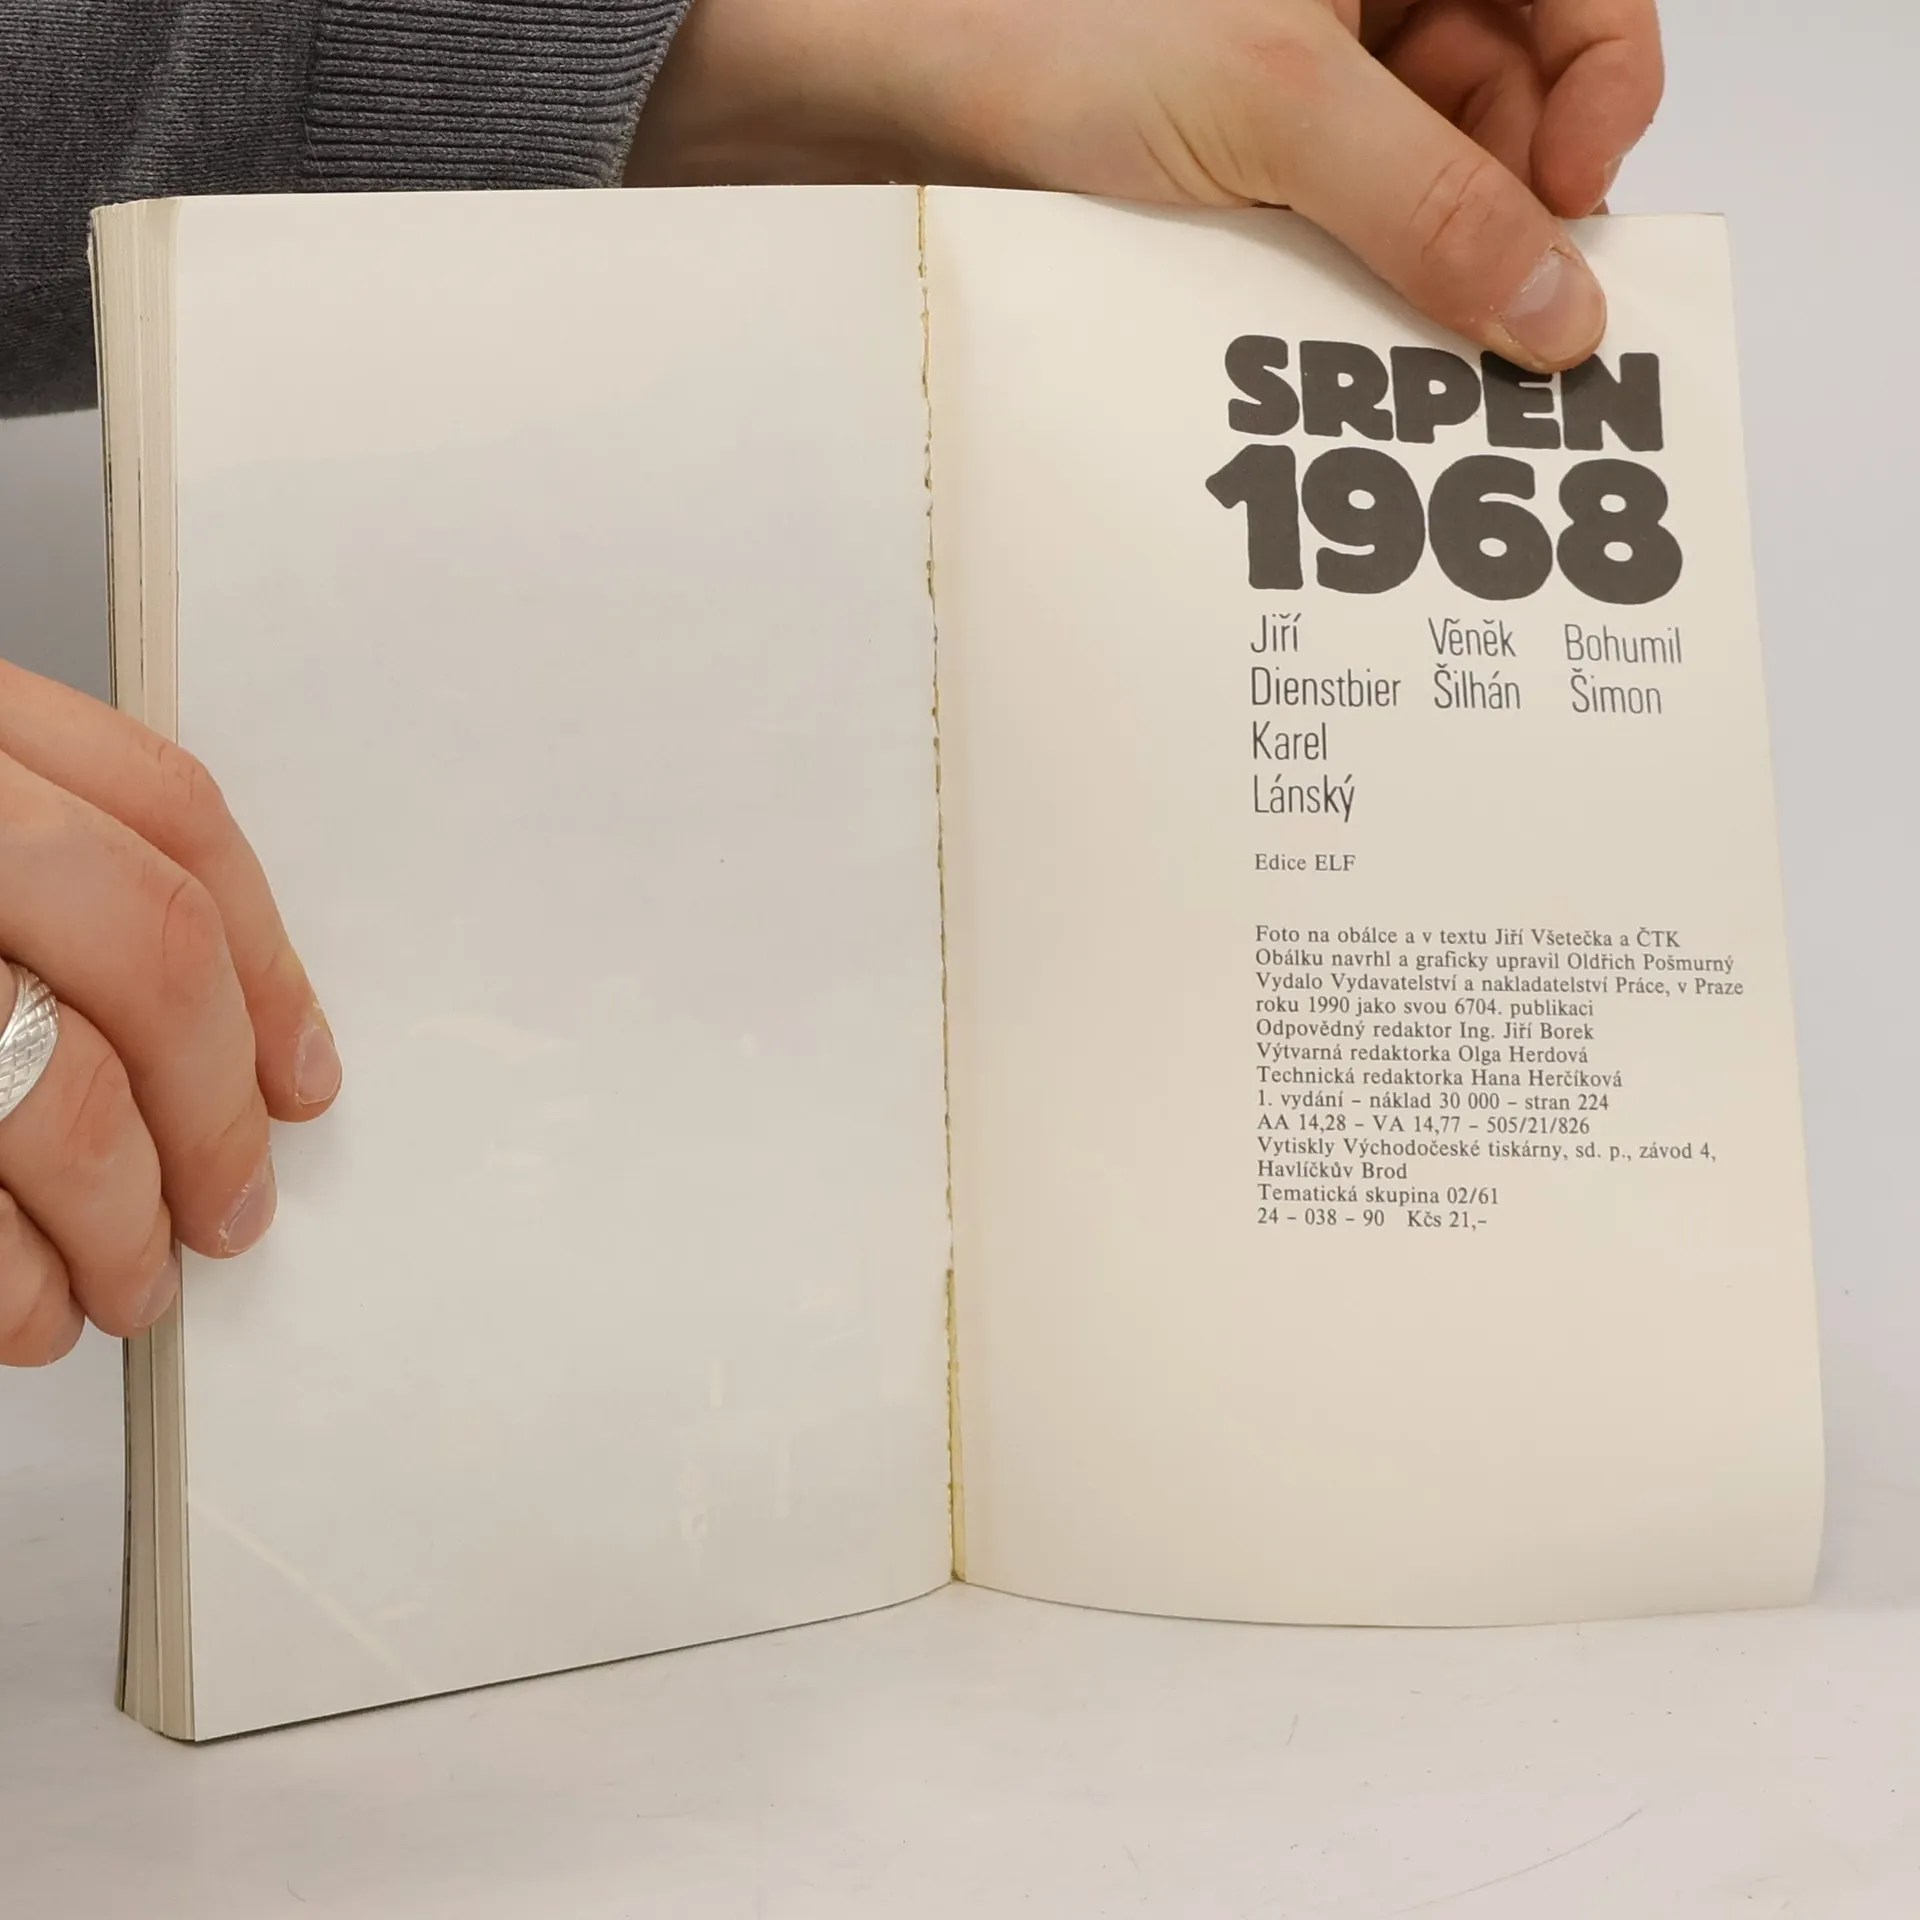 SRPEN
1968
Jiří Věněk Bohumil
Dienstbier Šilhán Šimon
Karel
Lánský
Edice ELF
Foto na obálce a v textu Jiří Všetečka a ČTK
Obálku navrhl a graficky upravil Oldřich Pošmurný
Vydalo Vydavatelství a nakladatelství Práce, v Praze
roku 1990 jako svou 6704. publikaci
Odpovědný redaktor Ing. Jiří Borek
Výtvarná redaktorka Olga Herdová
Technická redaktorka Hana Herčíková
1. vydání – náklad 30 000 – stran 224
AA 14,28 – VA 14,77 – 505/21/826
Vytiskly Východočeské tiskárny, sd. p., závod 4,
Havlíčkův Brod
Tematická skupina 02/61
24 – 038 – 90 Kčs 21,–